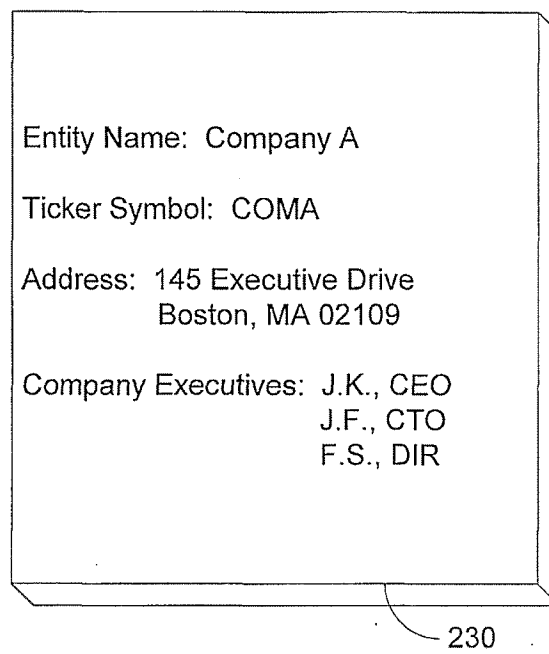 Entity Name: Company A
Ticker Symbol: COMA
Address: 145 Executive Drive
Boston, MA 02109
Company Executives: J.K., CEO
J.F., CTO
F.S., DIR
230